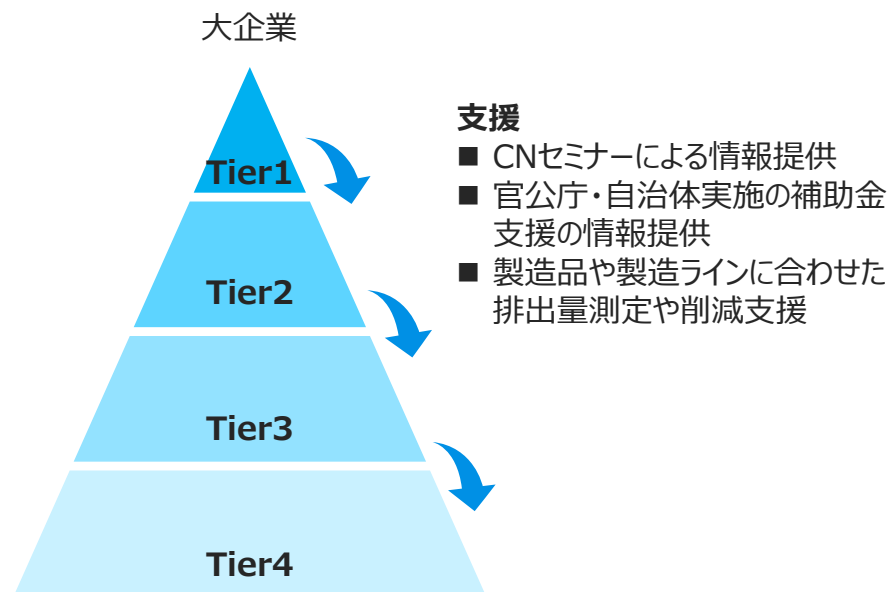 大企業
Tier1
Tier2
Tier3
Tier4
支援
■ CNセミナーによる情報提供
■ 官公庁・自治体実施の補助金
支援の情報提供
■ 製造品や製造ラインに合わせた
排出量測定や削減支援